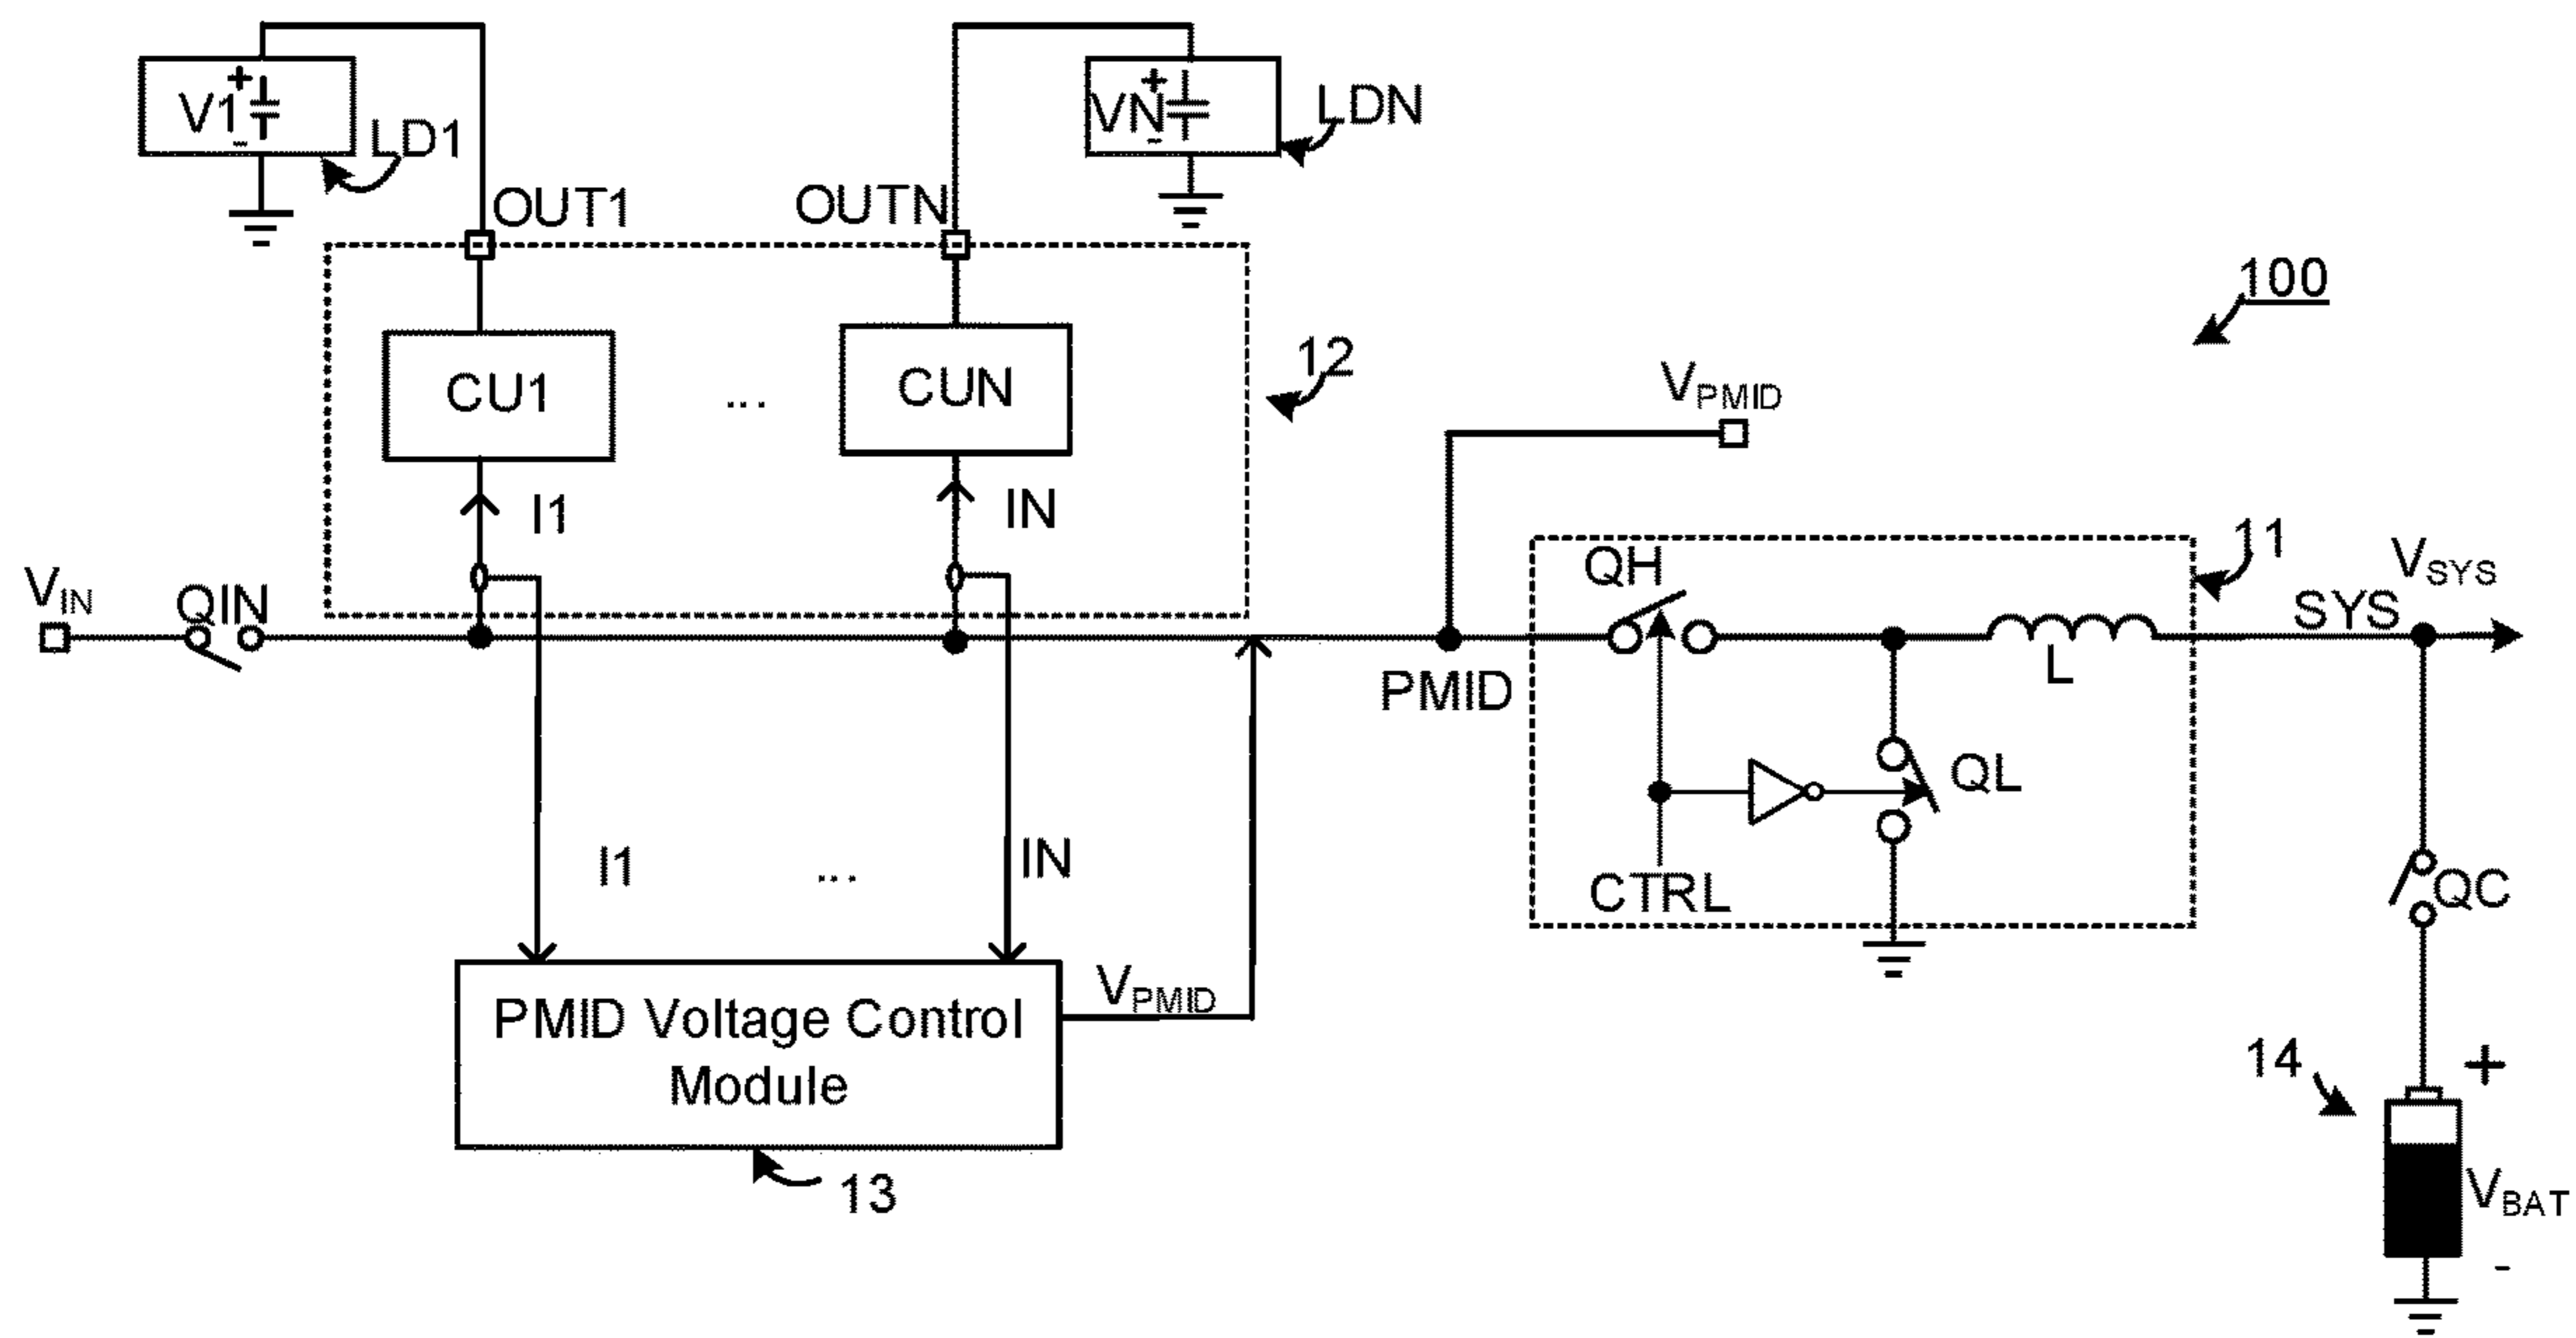 V1
+
-
LD1
VN
+
-
LDN
OUT1
OUTN
100
CU1
...
CUN
12
VPMID
I1
IN
VIN
QIN
QH
11
VSYS
SYS
L
PMID
QL
I1
...
IN
CTRL
QC
VPMID
PMID Voltage Control
Module
13
14
+
VBAT
-